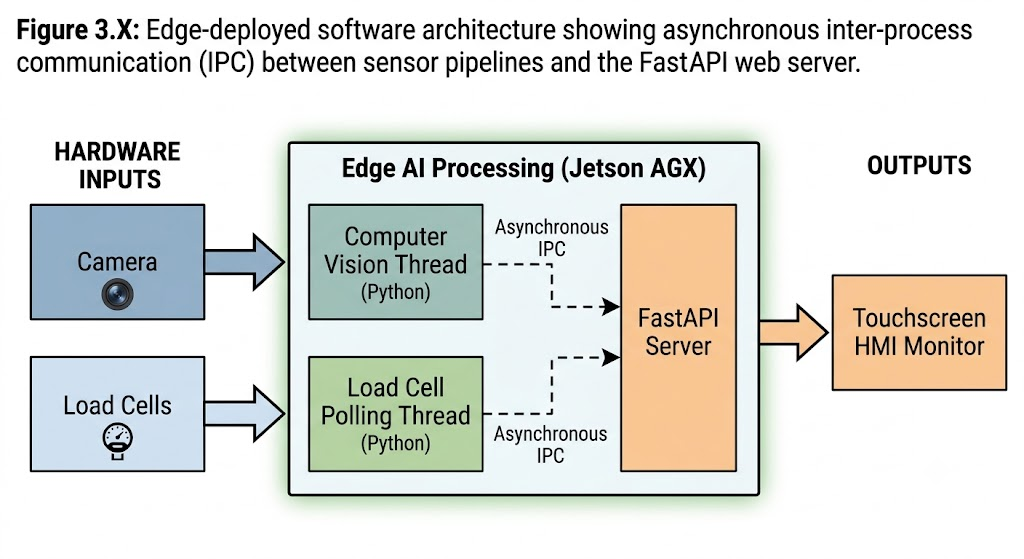 Figure 3.X: Edge-deployed software architecture showing asynchronous inter-process
communication (IPC) between sensor pipelines and the FastAPI web server.
HARDWARE
INPUTS
Camera
Load Cells
Edge AI Processing (Jetson AGX)
Computer
Vision Thread
(Python)
Asynchronous
IPC
Load Cell
Polling Thread
(Python)
Asynchronous
IPC
FastAPI
Server
OUTPUTS
Touchscreen
HMI Monitor